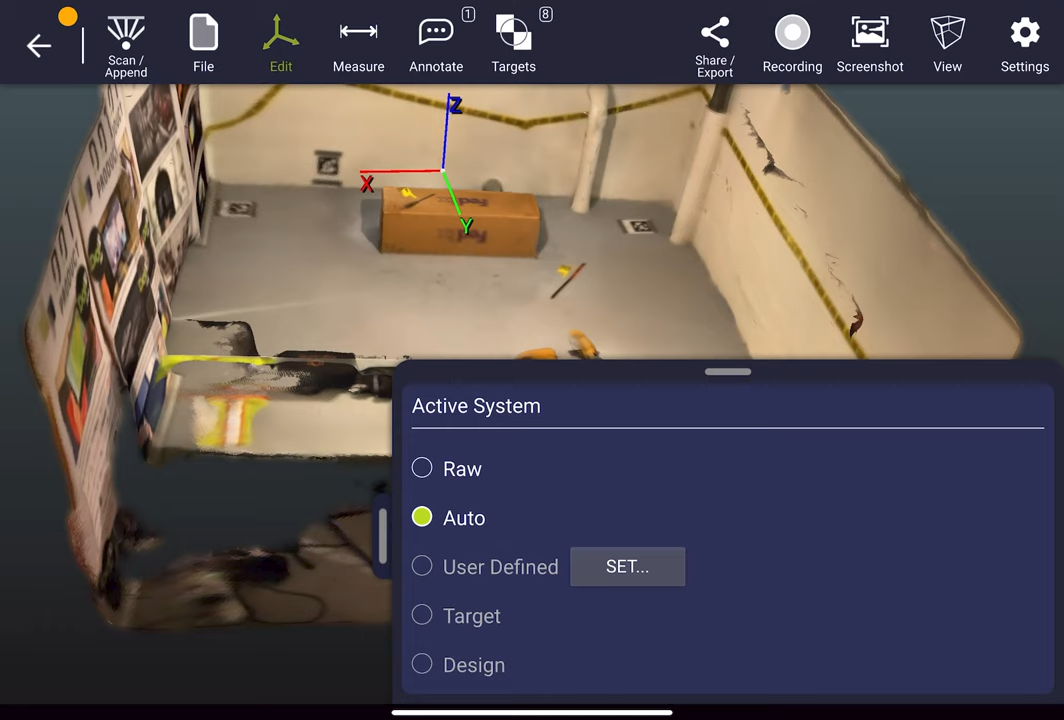 1
8
Scan /
Append
File
Edit
Measure
Annotate
Targets
Share /
Export
Recording
Screenshot
View
Settings
Z
X
Y
FedEx
Active System
Raw
Auto
User Defined
SET...
Target
Design